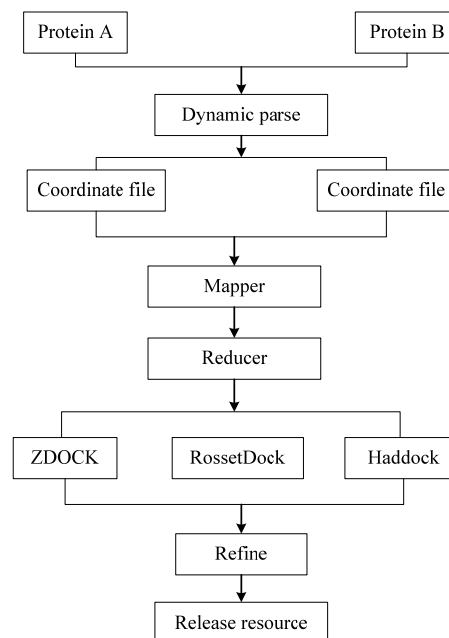 Protein A
Protein B
Dynamic parse
Coordinate file
Coordinate file
Mapper
Reducer
ZDOCK
RossetDock
Haddock
Refine
Release resource